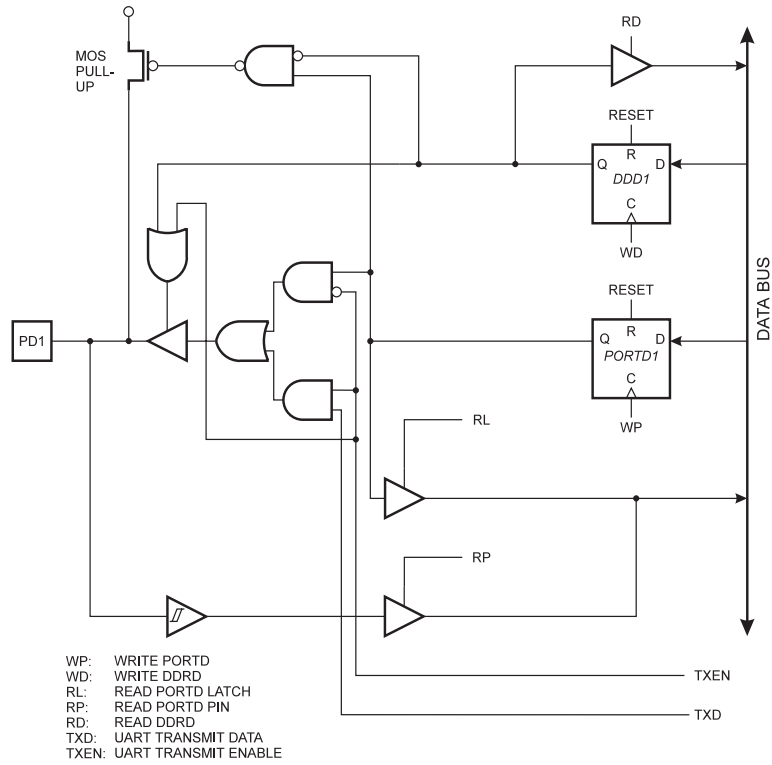 RD
MOS
PULL-
UP
RESET
R
Q
D
DDD1
C
WD
RESET
R
Q
D
PORTD1
C
WP
DATA BUS
PD1
RL
RP
WP: WRITE PORTD
WD: WRITE DDRD
RL: READ PORTD LATCH
RP: READ PORTD PIN
RD: READ DDRD
TXD: UART TRANSMIT DATA
TXEN: UART TRANSMIT ENABLE
TXEN
TXD